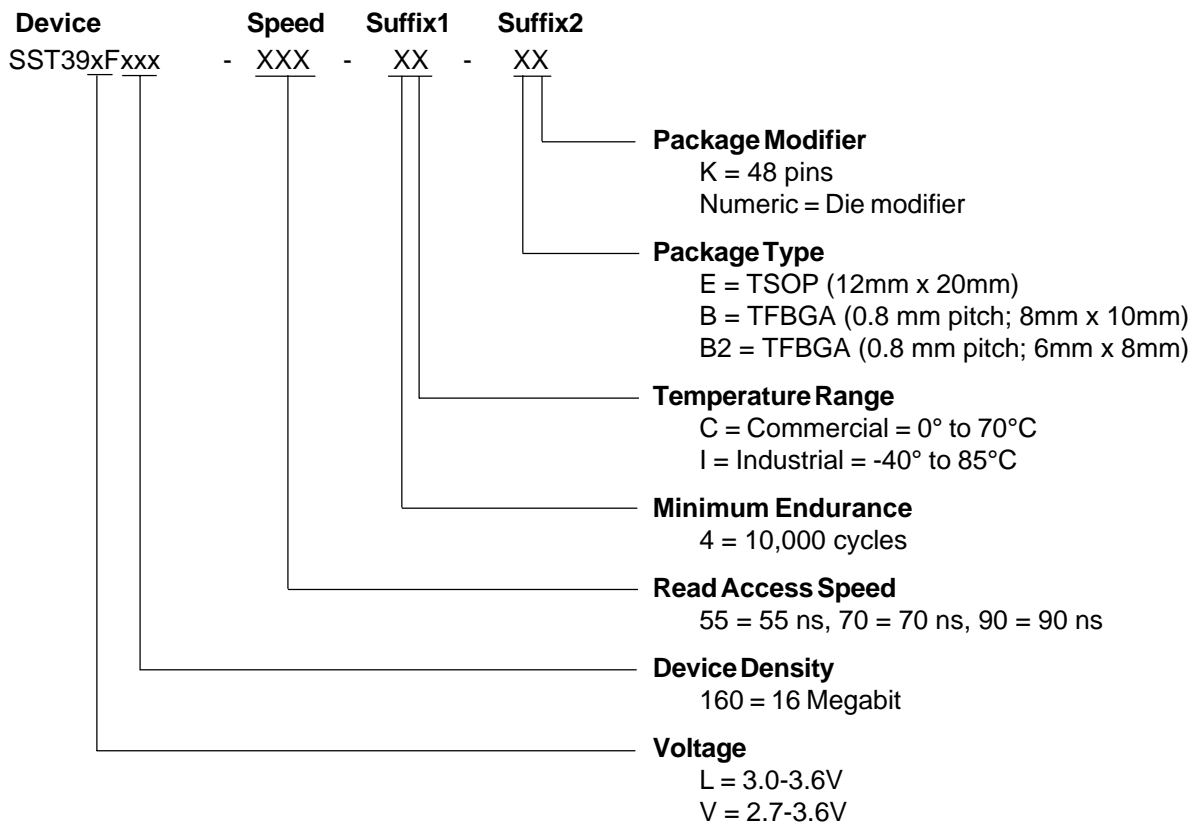 Device Speed Suffix1 Suffix2
SST39xFxxx - XXX - XX - XX
Package Modifier
K = 48 pins
Numeric = Die modifier
Package Type
E = TSOP (12mm x 20mm)
B = TFBGA (0.8 mm pitch; 8mm x 10mm)
B2 = TFBGA (0.8 mm pitch; 6mm x 8mm)
Temperature Range
C = Commercial = 0° to 70°C
I = Industrial = -40° to 85°C
Minimum Endurance
4 = 10,000 cycles
Read Access Speed
55 = 55 ns, 70 = 70 ns, 90 = 90 ns
Device Density
160 = 16 Megabit
Voltage
L = 3.0-3.6V
V = 2.7-3.6V